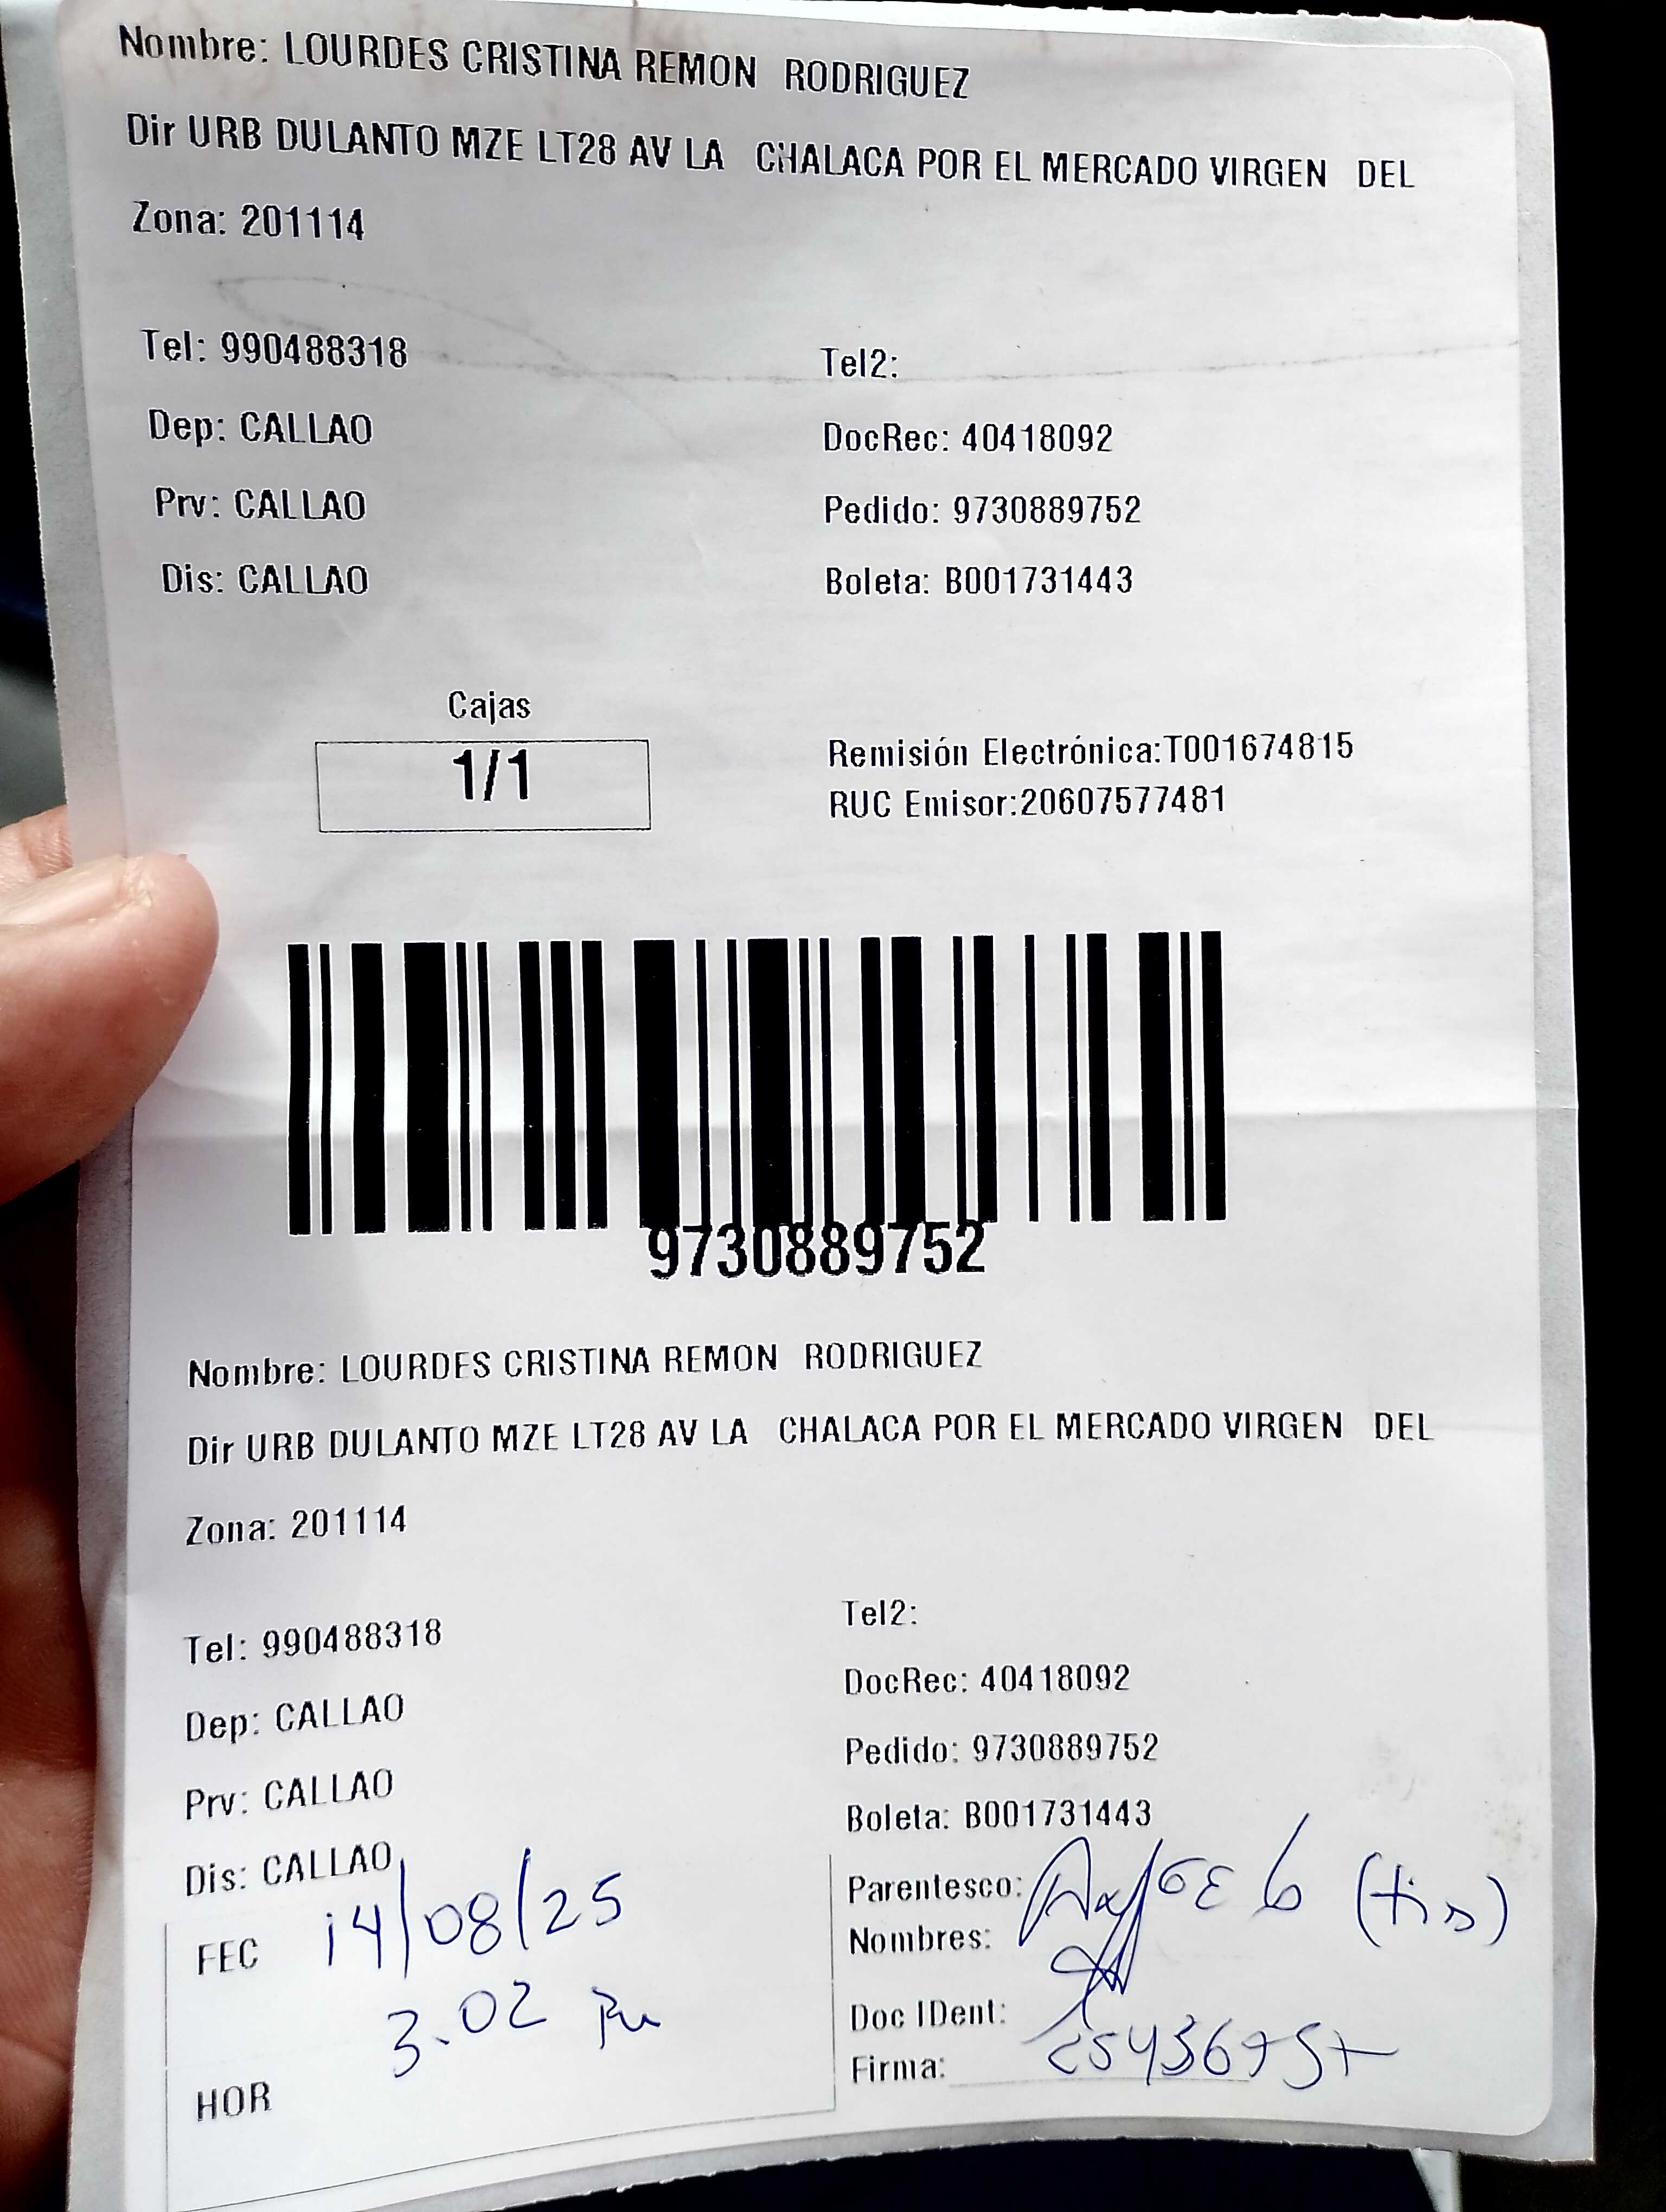 Nombre: LOURDES CRISTINA REMON RODRIGUEZ
Dir URB DULANTO MZE LT28 AV LA CHALACA POR EL MERCADO VIRGEN DEL
Zona: 201114
Tel: 990488318 Tel2:
Dep: CALLAO DocRec: 40418092
Prv: CALLAO Pedido: 9730889752
Dis: CALLAO Boleta: B001731443
Cajas
1/1
Remisión Electrónica:T001674815
RUC Emisor:20607577481
9730889752
Nombre: LOURDES CRISTINA REMON RODRIGUEZ
Dir URB DULANTO MZE LT28 AV LA CHALACA POR EL MERCADO VIRGEN DEL
Zona: 201114
Tel: 990488318 Tel2:
Dep: CALLAO DocRec: 40418092
Prv: CALLAO Pedido: 9730889752
Dis: CALLAO Boleta: B001731443
FEC 14/08/25
3.02 Pm
HOR
Parentesco: (tio)
Nombres:
Doc IDent:
Firma: